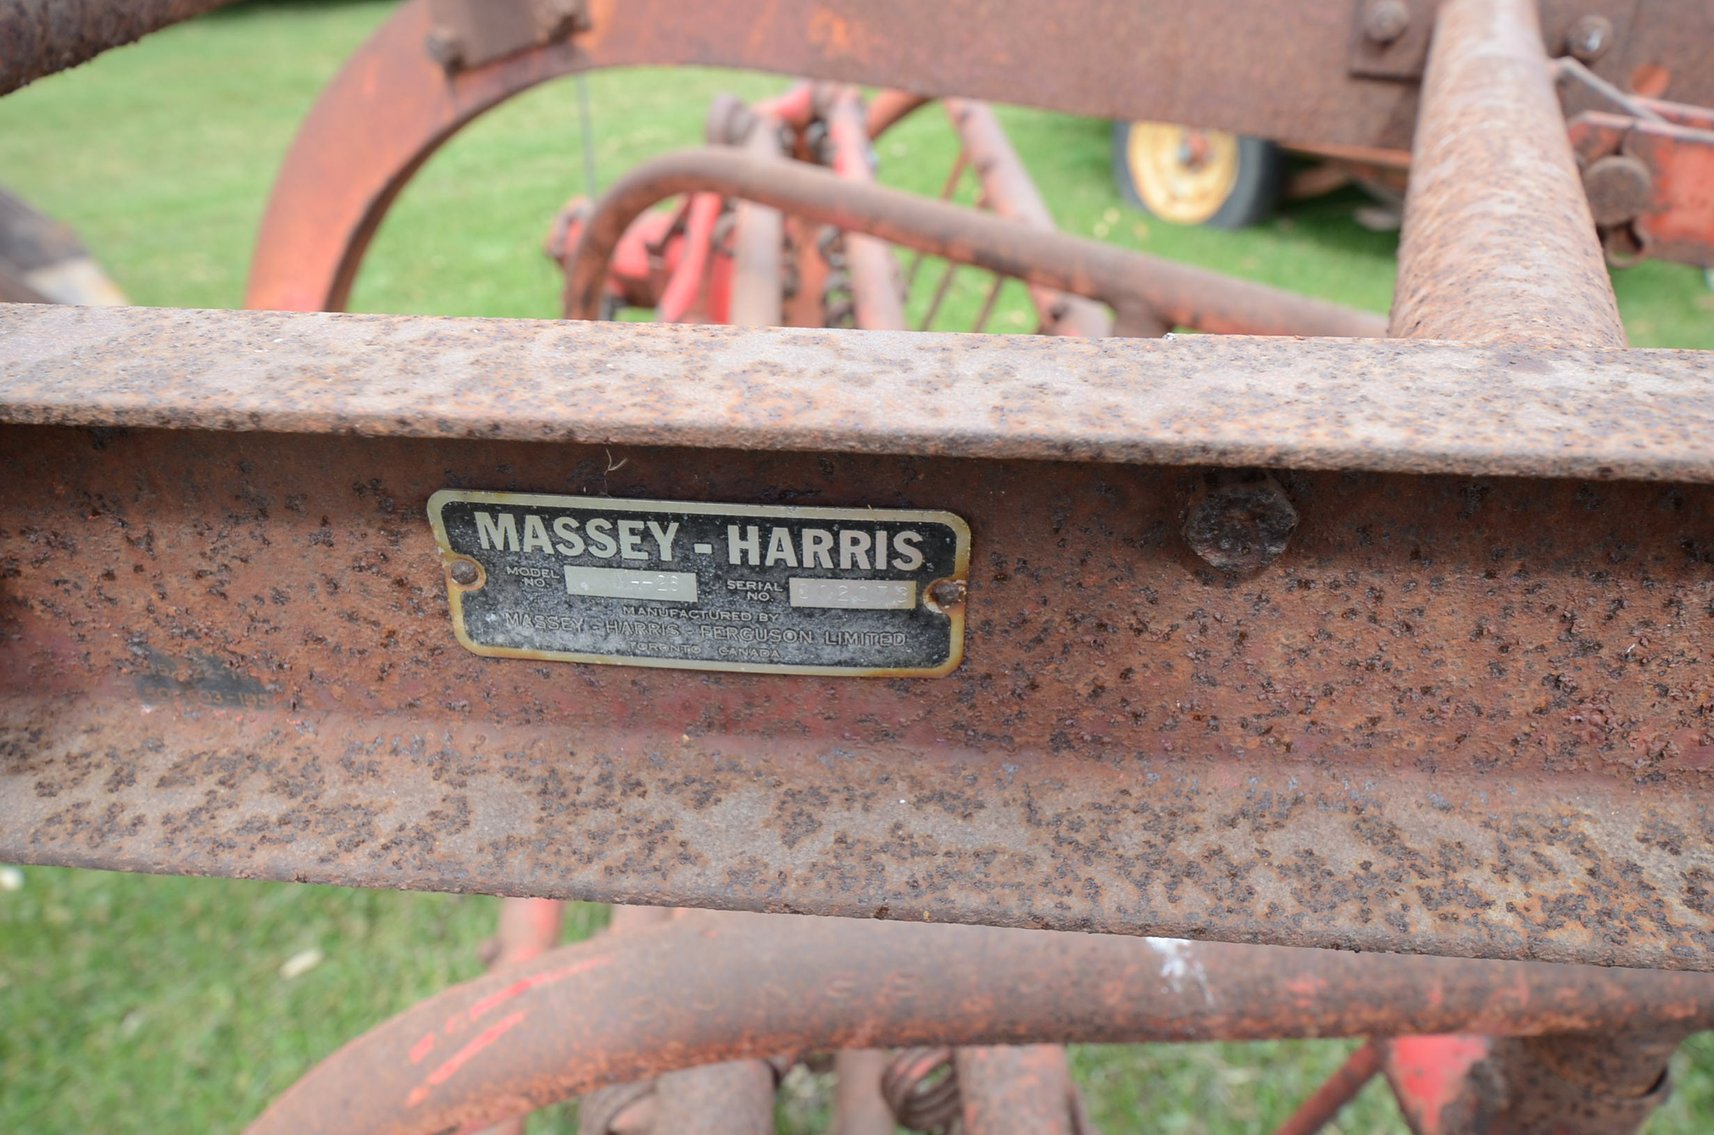 MASSEY - HARRIS
MODEL NO. SERIAL NO.
MANUFACTURED BY
MASSEY - HARRIS - FERGUSON LIMITED
TORONTO CANADA